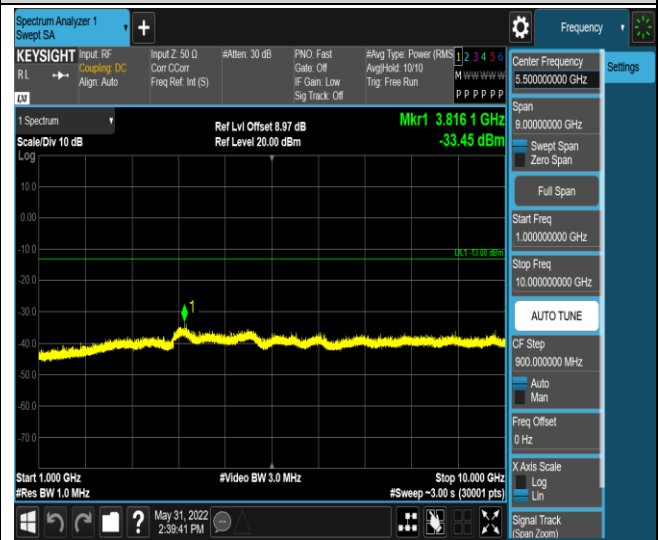 Spectrum Analyzer 1
Swept SA
Frequency
KEYSIGHT
RL
LXI
Input: RF
Coupling: DC
Align: Auto
Input Z: 50 Ω
Corr CCorr
Freq Ref: Int (S)
#Atten: 30 dB
PNO: Fast
Gate: Off
IF Gain: Low
Sig Track: Off
#Avg Type: Power (RMS
Avg|Hold: 10/10
Trig: Free Run
1 2 3 4 5 6
M W W W W W
P P P P P P
Center Frequency
5.500000000 GHz
Settings
Span
9.00000000 GHz
Swept Span
Zero Span
Full Span
Start Freq
1.000000000 GHz
Stop Freq
10.000000000 GHz
AUTO TUNE
CF Step
900.000000 MHz
Auto
Man
Freq Offset
0 Hz
X Axis Scale
Log
Lin
Signal Track
(Span Zoom)
1 Spectrum
Scale/Div 10 dB
Log
Ref Lvl Offset 8.97 dB
Ref Level 20.00 dBm
Mkr1 3.816 1 GHz
-33.45 dBm
10.0
0.00
-10.0
DL1 -13.00 dBm
-20.0
-30.0
1
-40.0
-50.0
-60.0
-70.0
Start 1.000 GHz
#Res BW 1.0 MHz
#Video BW 3.0 MHz
Stop 10.000 GHz
#Sweep ~3.00 s (30001 pts)
?
May 31, 2022
2:39:41 PM